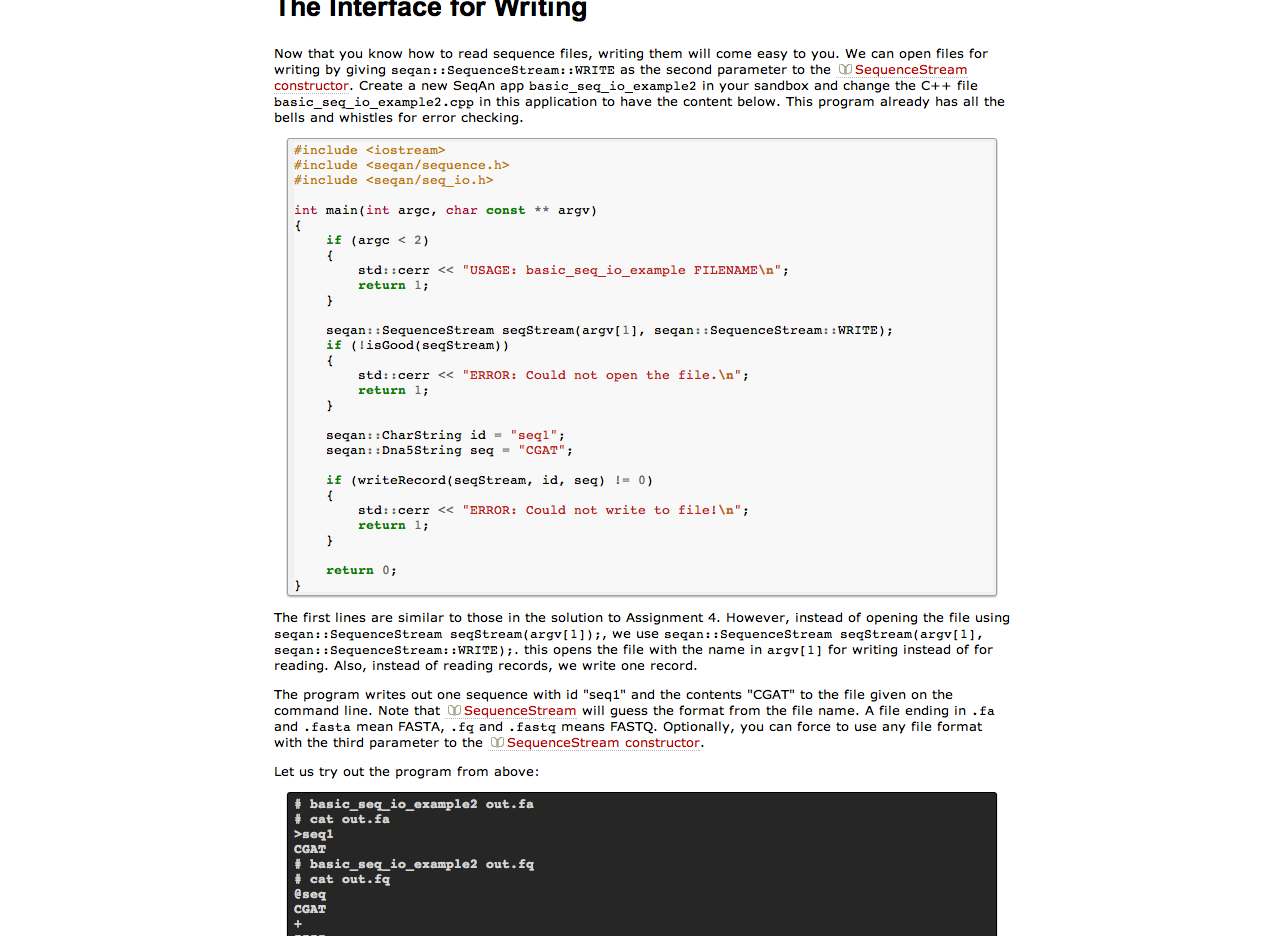 The Interface for Writing
Now that you know how to read sequence files, writing them will come easy to you. We can open files for
writing by giving seqan::SequenceStream::WRITE as the second parameter to the SequenceStream
constructor. Create a new SeqAn app basic_seq_io_example2 in your sandbox and change the C++ file
basic_seq_io_example2.cpp in this application to have the content below. This program already has all the
bells and whistles for error checking.
#include <iostream>
#include <seqan/sequence.h>
#include <seqan/seq_io.h>
int main(int argc, char const ** argv)
{
    if (argc < 2)
    {
        std::cerr << "USAGE: basic_seq_io_example FILENAME\n";
        return 1;
    }
    seqan::SequenceStream seqStream(argv[1], seqan::SequenceStream::WRITE);
    if (!isGood(seqStream))
    {
        std::cerr << "ERROR: Could not open the file.\n";
        return 1;
    }
    seqan::CharString id = "seq1";
    seqan::Dna5String seq = "CGAT";
    if (writeRecord(seqStream, id, seq) != 0)
    {
        std::cerr << "ERROR: Could not write to file!\n";
        return 1;
    }
    return 0;
}
The first lines are similar to those in the solution to Assignment 4. However, instead of opening the file using
seqan::SequenceStream seqStream(argv[1]);, we use seqan::SequenceStream seqStream(argv[1],
seqan::SequenceStream::WRITE);. this opens the file with the name in argv[1] for writing instead of for
reading. Also, instead of reading records, we write one record.
The program writes out one sequence with id "seq1" and the contents "CGAT" to the file given on the
command line. Note that SequenceStream will guess the format from the file name. A file ending in .fa
and .fasta mean FASTA, .fq and .fastq means FASTQ. Optionally, you can force to use any file format
with the third parameter to the SequenceStream constructor.
Let us try out the program from above:
# basic_seq_io_example2 out.fa
# cat out.fa
>seq1
CGAT
# basic_seq_io_example2 out.fq
# cat out.fq
@seq
CGAT
+